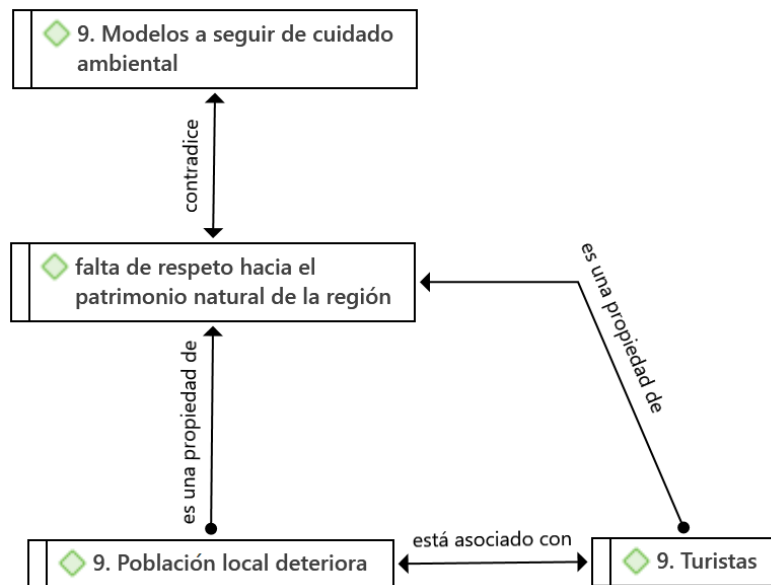 9. Modelos a seguir de cuidado
ambiental
contradice
falta de respeto hacia el
patrimonio natural de la región
es una propiedad de
es una propiedad de
9. Población local deteriora
está asociado con
9. Turistas